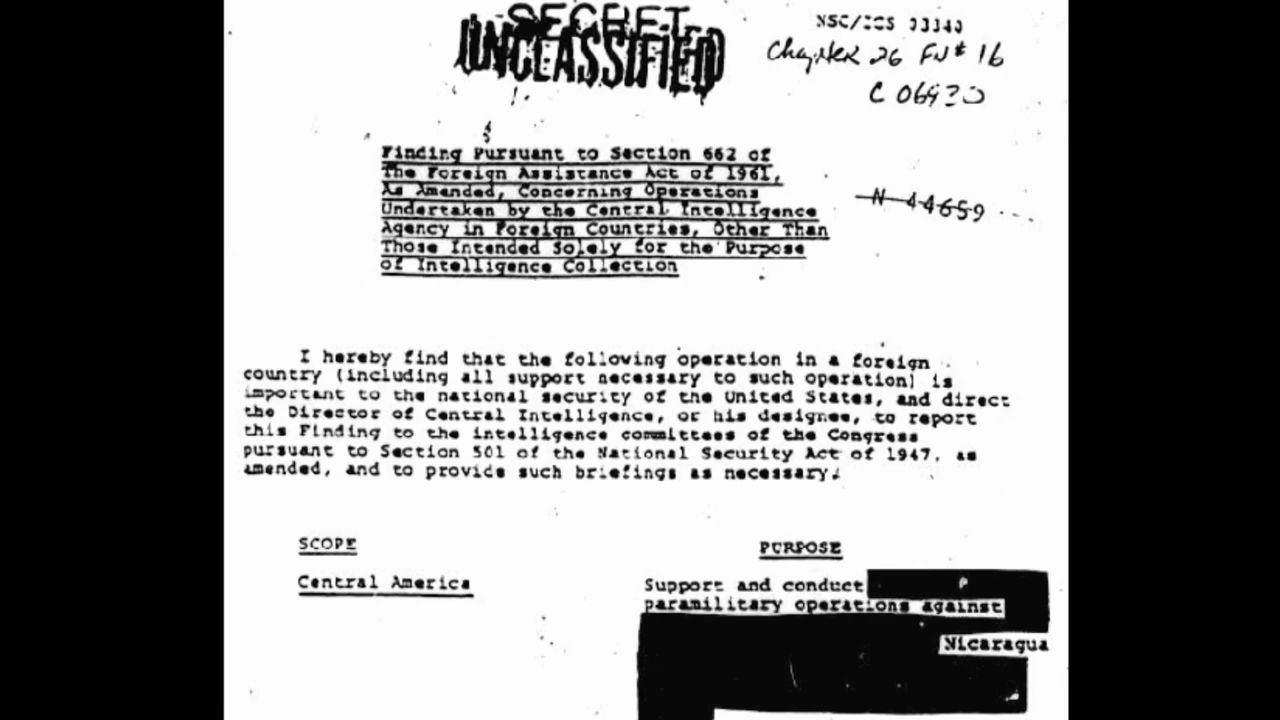 SECRET
UNCLASSIFIED
NSC/ICS
Chapter 26 FN# 16
Finding Pursuant to Section 662 of
The Foreign Assistance Act of 1961,
As Amended, Concerning Operations
Undertaken by the Central Intelligence
Agency in Foreign Countries, Other Than
Those Intended Solely for the Purpose
of Intelligence Collection
N 44659
I hereby find that the following operation in a foreign
country (including all support necessary to such operation) is
important to the national security of the United States, and direct
the Director of Central Intelligence, or his designee, to report
this Finding to the intelligence committees of the Congress
pursuant to Section 501 of the National Security Act of 1947, as
amended, and to provide such briefings as necessary.
SCOPE
PURPOSE
Central America
Support and conduct
paramilitary operations against
Nicaragua